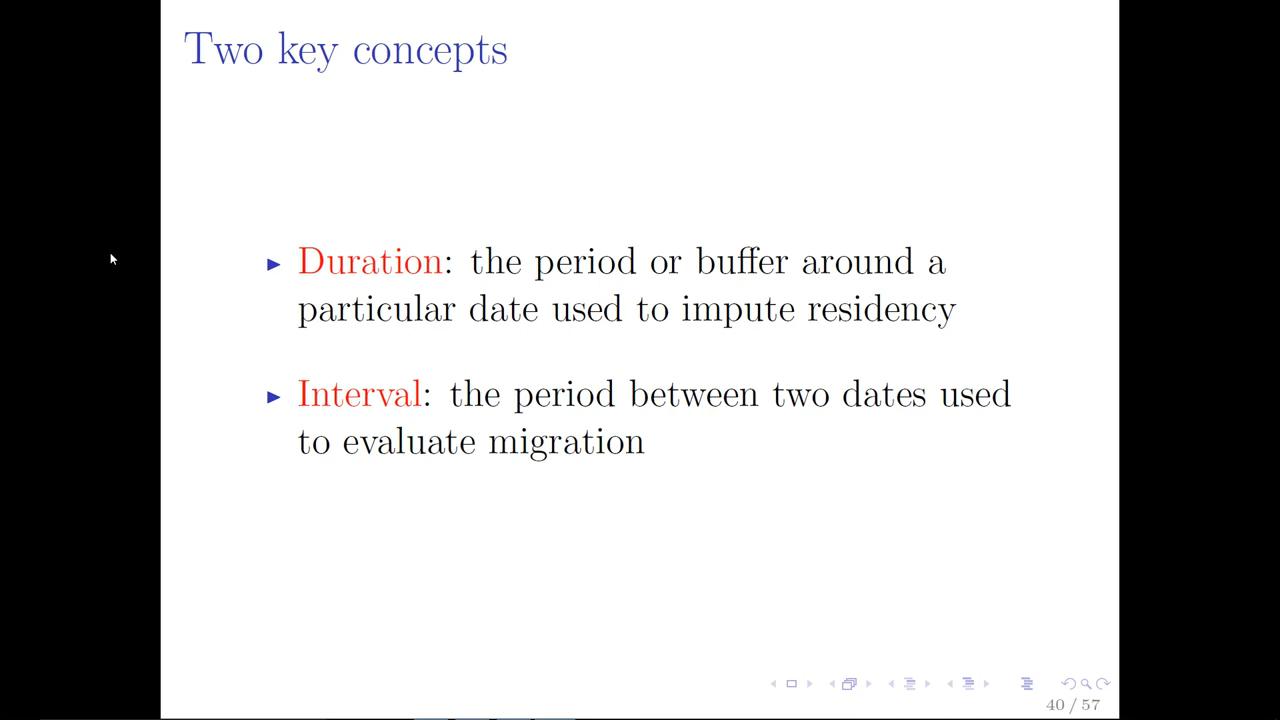 Two key concepts
▶ Duration: the period or buffer around a
particular date used to impute residency
▶ Interval: the period between two dates used
to evaluate migration
40 / 57